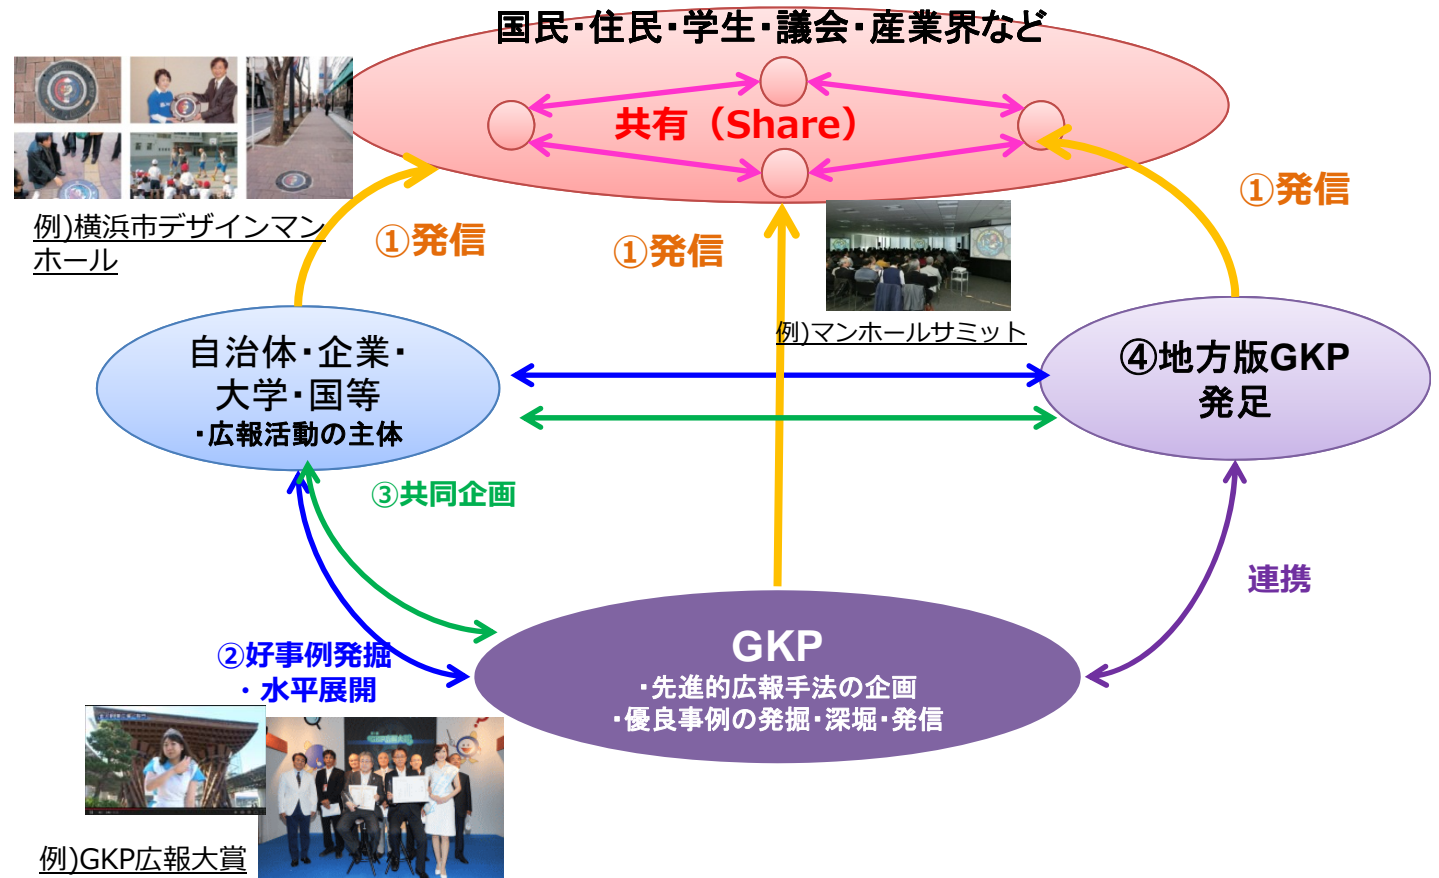 国民・住民・学生・議会・産業界など
共有（Share）
例)横浜市デザインマン
ホール
①発信
①発信
①発信
例)マンホールサミット
自治体・企業・
大学・国等
・広報活動の主体
④地方版GKP
発足
③共同企画
連携
②好事例発掘
・水平展開
GKP
・先進的広報手法の企画
・優良事例の発掘・深堀・発信
例)GKP広報大賞